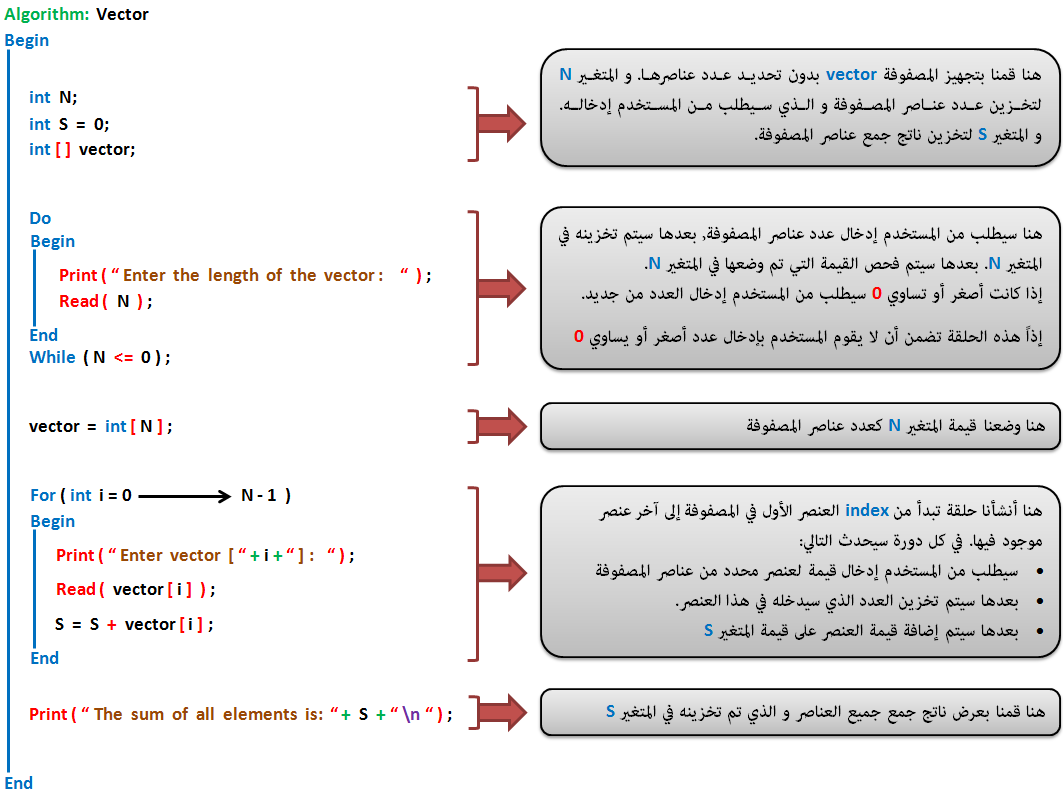 Algorithm: Vector
Begin
int N;
int S = 0;
int [ ] vector;
هنا قمنا بتجهيز المصفوفة vector بدون تحديد عدد عناصرها. و المتغير N
لتخزين عدد عناصر المصفوفة و الذي سيطلب من المستخدم إدخاله.
و المتغير S لتخزين ناتج جمع عناصر المصفوفة.
Do
Begin
Print ( “ Enter the length of the vector : “ ) ;
Read ( N ) ;
End
While ( N <= 0 ) ;
هنا سيطلب من المستخدم إدخال عدد عناصر المصفوفة, بعدها سيتم تخزينه في
المتغير N. بعدها سيتم فحص القيمة التي تم وضعها في المتغير N.
إذا كانت أصغر أو تساوي 0 سيطلب من المستخدم إدخال العدد من جديد.
إذاً هذه الحلقة تضمن أن لا يقوم المستخدم بإدخال عدد أصغر أو يساوي 0
vector = int [ N ] ;
هنا وضعنا قيمة المتغير N كعدد عناصر المصفوفة
For ( int i = 0 ⟶ N - 1 )
Begin
Print ( “ Enter vector [ “ + i + “ ] : “ ) ;
Read ( vector [ i ] ) ;
S = S + vector [ i ] ;
End
هنا أنشأنا حلقة تبدأ من index العنصر الأول في المصفوفة إلى آخر عنصر
موجود فيها. في كل دورة سيحدث التالي:
• سيطلب من المستخدم إدخال قيمة لعنصر محدد من عناصر المصفوفة
• بعدها سيتم تخزين العدد الذي سيدخله في هذا العنصر.
• بعدها سيتم إضافة قيمة العنصر على قيمة المتغير S
Print ( “ The sum of all elements is: “ + S + “ \n “ ) ;
هنا قمنا بعرض ناتج جمع جميع العناصر و الذي تم تخزينه في المتغير S
End